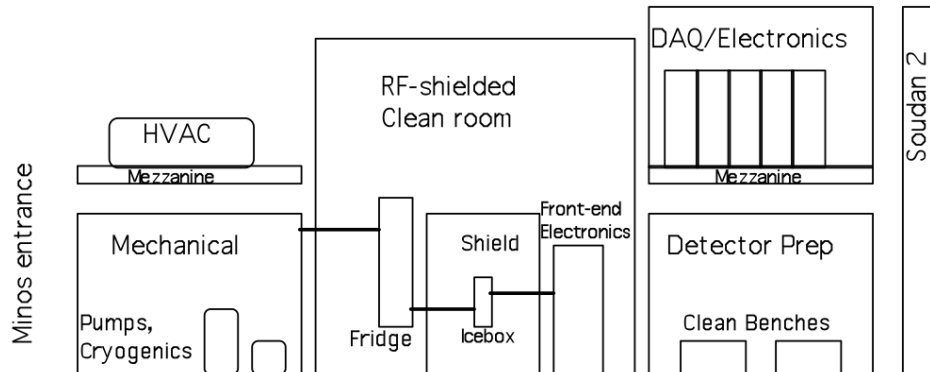 Minos entrance
HVAC
Mezzanine
Mechanical
Pumps,
Cryogenics
RF-shielded
Clean room
Fridge
Shield
Icebox
Front-end
Electronics
DAQ/Electronics
Mezzanine
Detector Prep
Clean Benches
Soudan 2